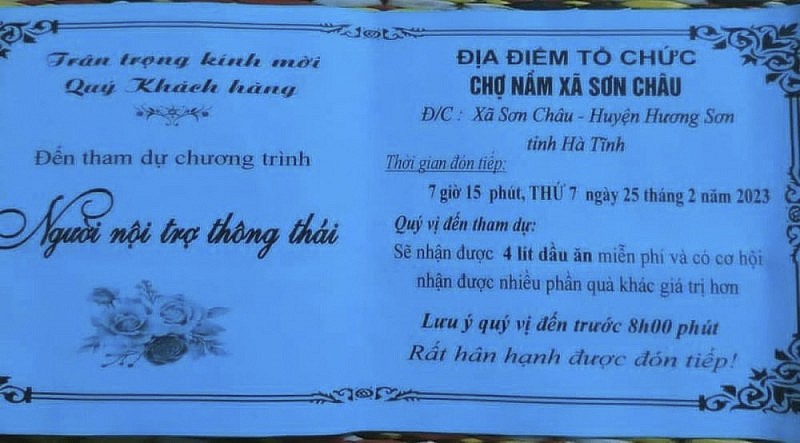 Trân trọng kính mời
Quý Khách hàng
Đến tham dự chương trình
Người nội trợ thông thái
ĐỊA ĐIỂM TỔ CHỨC
CHỢ NẦM XÃ SƠN CHÂU
Đ/C : Xã Sơn Châu - Huyện Hương Sơn
tỉnh Hà Tĩnh
Thời gian đón tiếp:
7 giờ 15 phút, THỨ 7 ngày 25 tháng 2 năm 2023
Quý vị đến tham dự:
Sẽ nhận được 4 lít dầu ăn miễn phí và có cơ hội
nhận được nhiều phần quà khác giá trị hơn
Lưu ý quý vị đến trước 8h00 phút
Rất hân hạnh được đón tiếp!